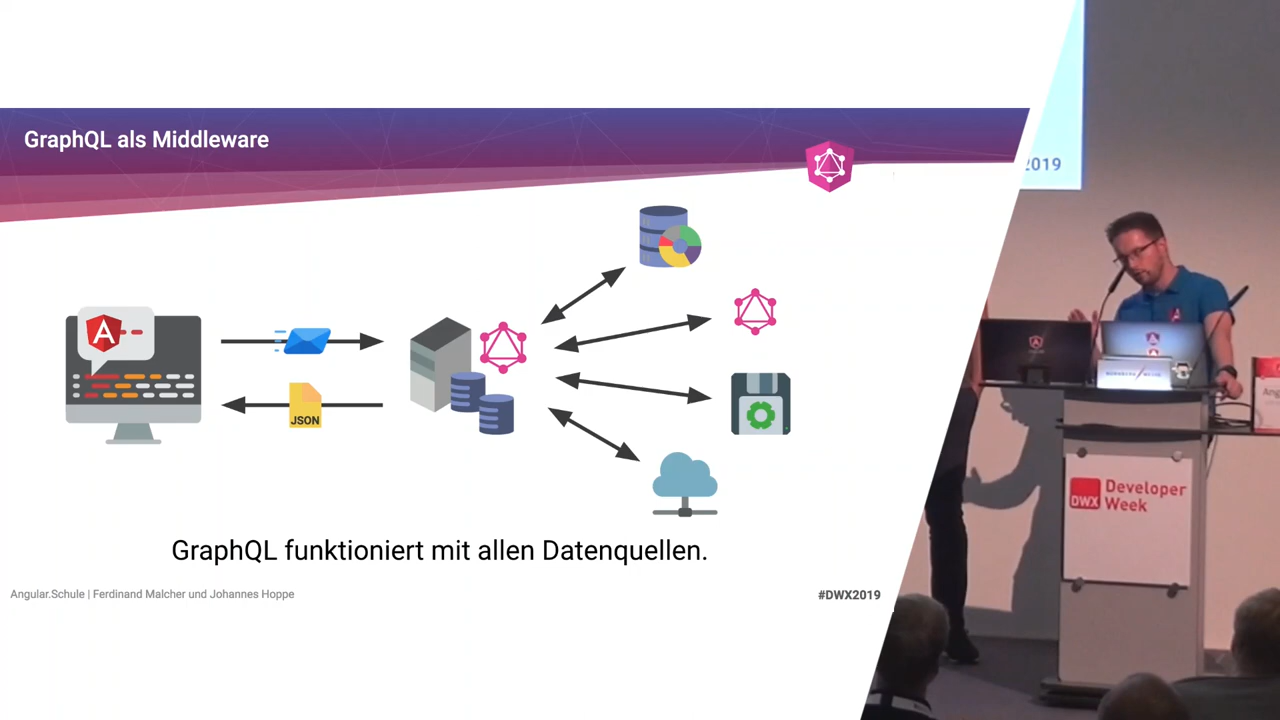 GraphQL als Middleware
2019
A
JSON
GraphQL funktioniert mit allen Datenquellen.
Angular.Schule | Ferdinand Malcher und Johannes Hoppe
#DWX2019
DWX
Developer
Week